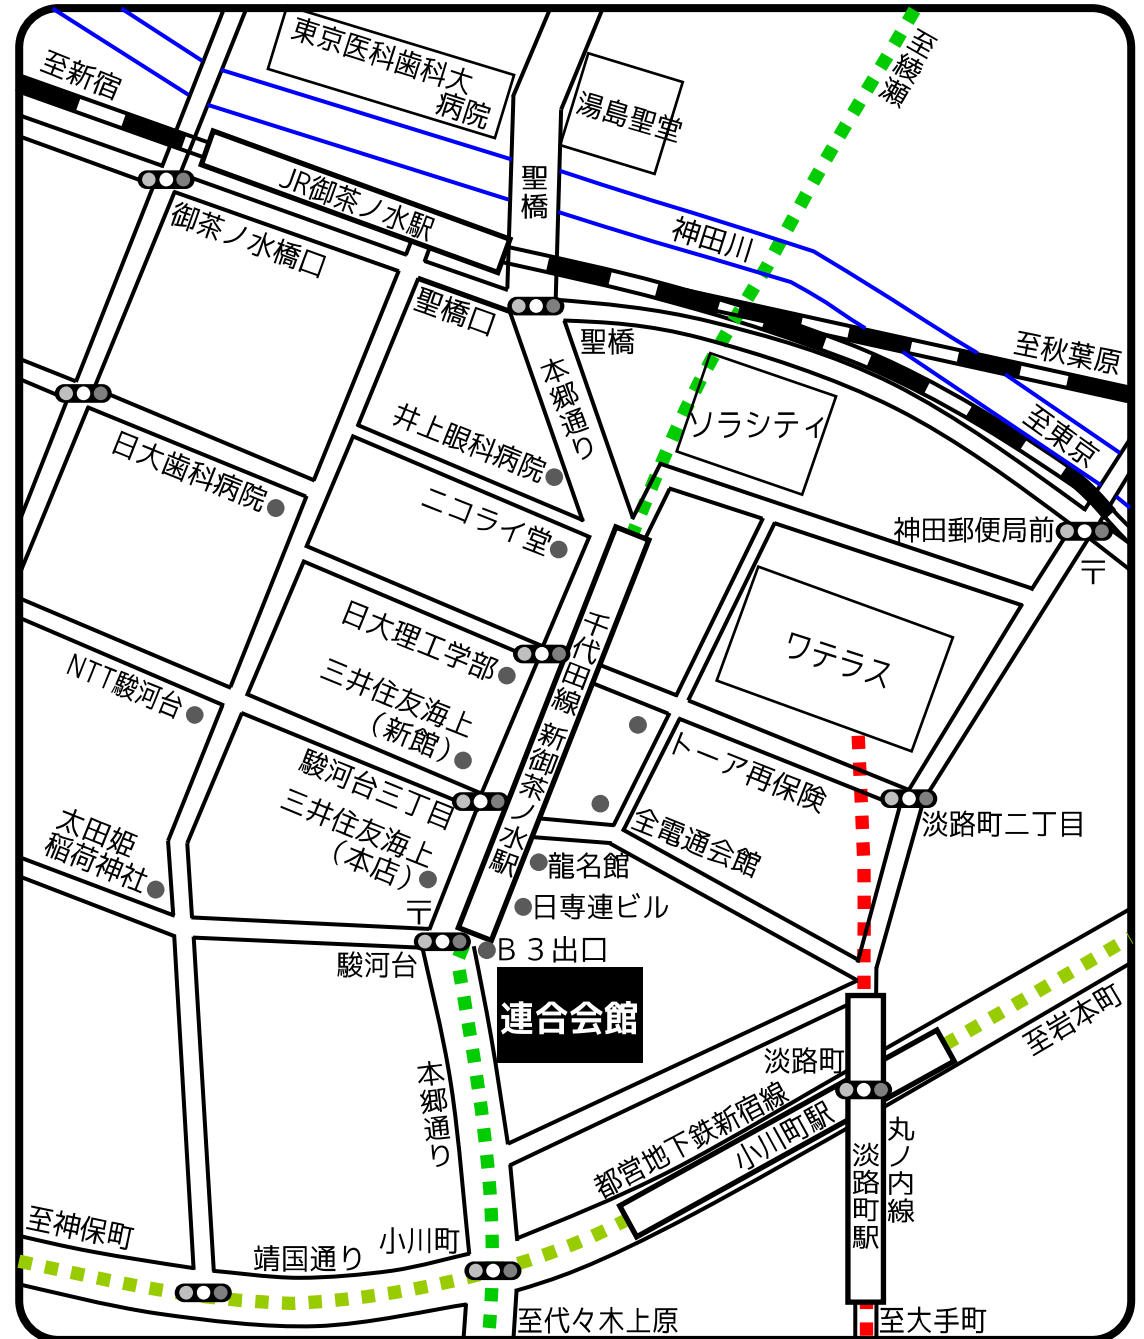 東京医科歯科大
病院
至綾瀬
至新宿
湯島聖堂
聖橋
JR御茶ノ水駅
神田川
御茶ノ水橋口
聖橋口
聖橋
至秋葉原
本郷通り
ソラシティ
至東京
井上眼科病院
日大歯科病院
ニコライ堂
神田郵便局前
〒
千代田線 新御茶ノ水駅
日大理工学部
ワテラス
NTT駿河台
三井住友海上
（新館）
トーア再保険
駿河台三丁目
三井住友海上
（本店）
全電通会館
淡路町二丁目
太田姫
稲荷神社
龍名館
〒
日専連ビル
駿河台
Ｂ３出口
連合会館
至岩本町
淡路町
本郷通り
都営地下鉄新宿線
小川町駅
丸ノ内線
淡路町駅
至神保町
靖国通り
小川町
至代々木上原
至大手町